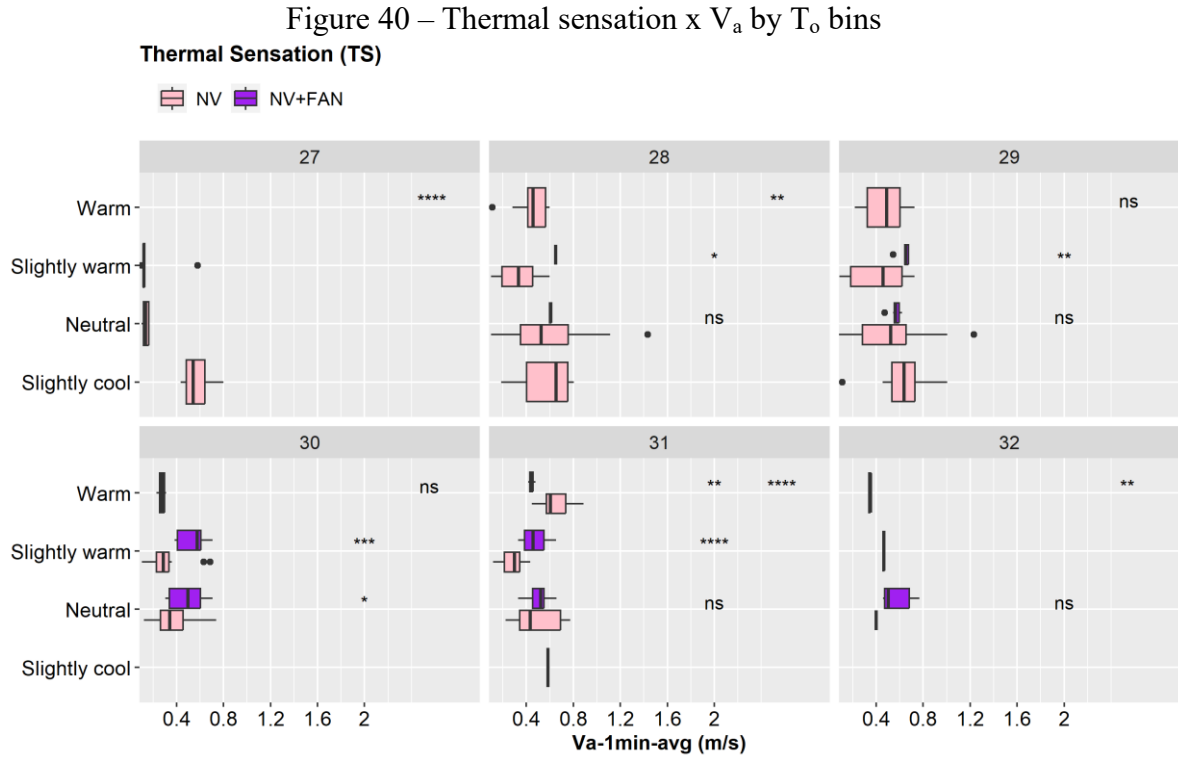 Figure 40 – Thermal sensation x Va by To bins
Thermal Sensation (TS)
NV NV+FAN
27 28 29
Warm **** ** ns
Slightly warm * **
Neutral ns ns
Slightly cool
30 31 32
Warm ns ** **** **
Slightly warm *** ****
Neutral * ns ns
Slightly cool
0.4 0.8 1.2 1.6 2 0.4 0.8 1.2 1.6 2 0.4 0.8 1.2 1.6 2
Va-1min-avg (m/s)